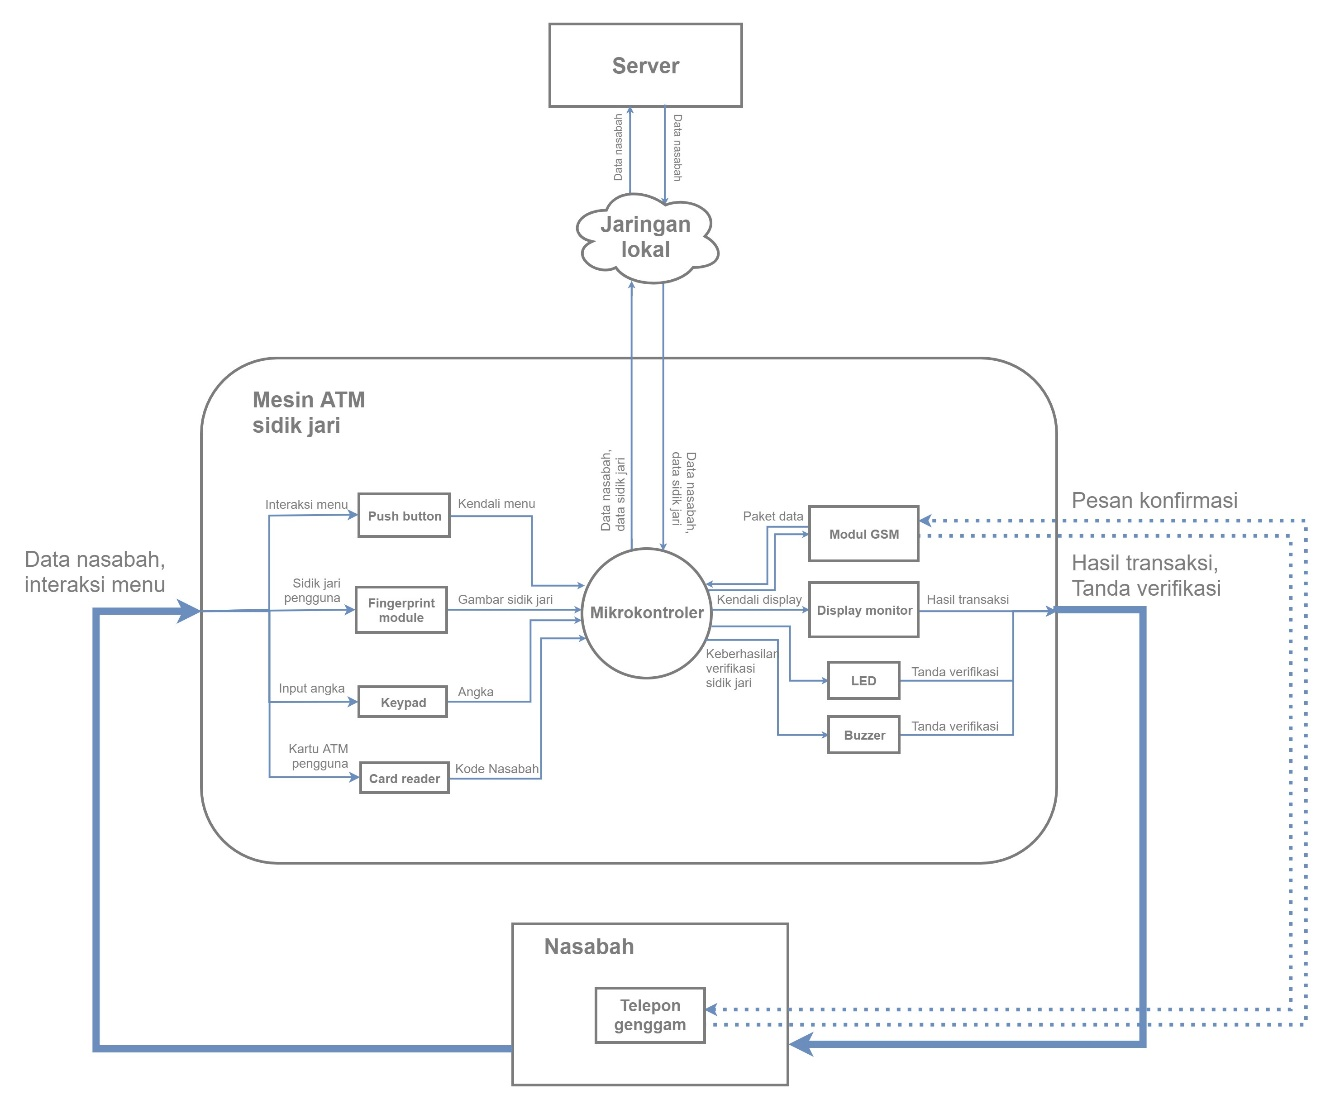 Server
Data nasabah
Data nasabah
Jaringan
lokal
Mesin ATM
sidik jari
Data nasabah,
data sidik jari
Data nasabah,
data sidik jari
Interaksi menu
Push button
Kendali menu
Sidik jari
pengguna
Fingerprint
module
Gambar sidik jari
Input angka
Keypad
Angka
Kartu ATM
pengguna
Card reader
Kode Nasabah
Mikrokontroler
Paket data
Modul GSM
Kendali display
Display monitor
Hasil transaksi
Keberhasilan
verifikasi
sidik jari
LED
Tanda verifikasi
Buzzer
Tanda verifikasi
Data nasabah,
interaksi menu
Pesan konfirmasi
Hasil transaksi,
Tanda verifikasi
Nasabah
Telepon
genggam